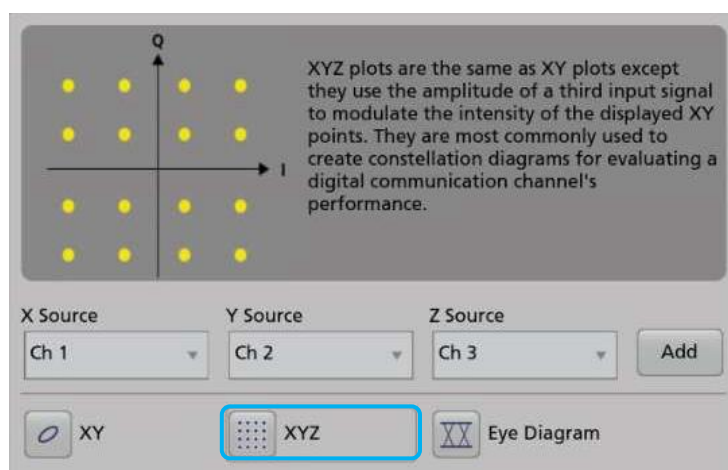 Q
I
XYZ plots are the same as XY plots except
they use the amplitude of a third input signal
to modulate the intensity of the displayed XY
points. They are most commonly used to
create constellation diagrams for evaluating a
digital communication channel's
performance.
X Source
Y Source
Z Source
Ch 1
Ch 2
Ch 3
Add
XY
XYZ
Eye Diagram